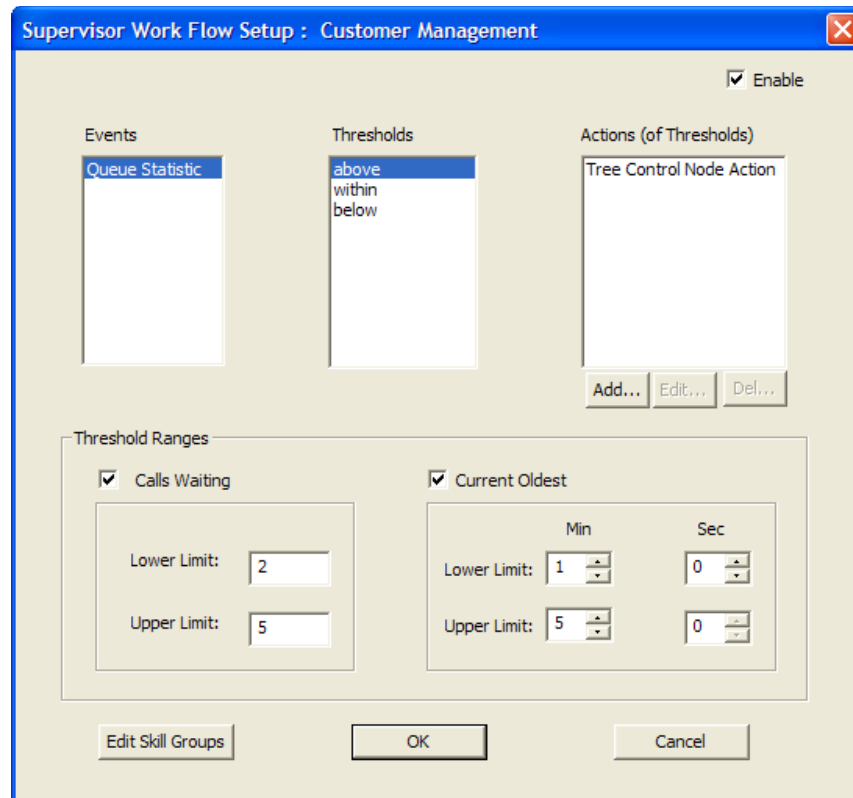 Supervisor Work Flow Setup : Customer Management
Enable
Events
Thresholds
Actions (of Thresholds)
Queue Statistic
above
within
below
Tree Control Node Action
Add...
Edit...
Del...
Threshold Ranges
Calls Waiting
Lower Limit: 2
Upper Limit: 5
Current Oldest
Min Sec
Lower Limit: 1 0
Upper Limit: 5 0
Edit Skill Groups
OK
Cancel